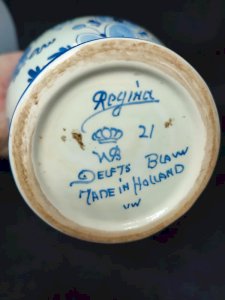 Regina
21
WB
DELFTS BLAUW
MADE IN HOLLAND
VW